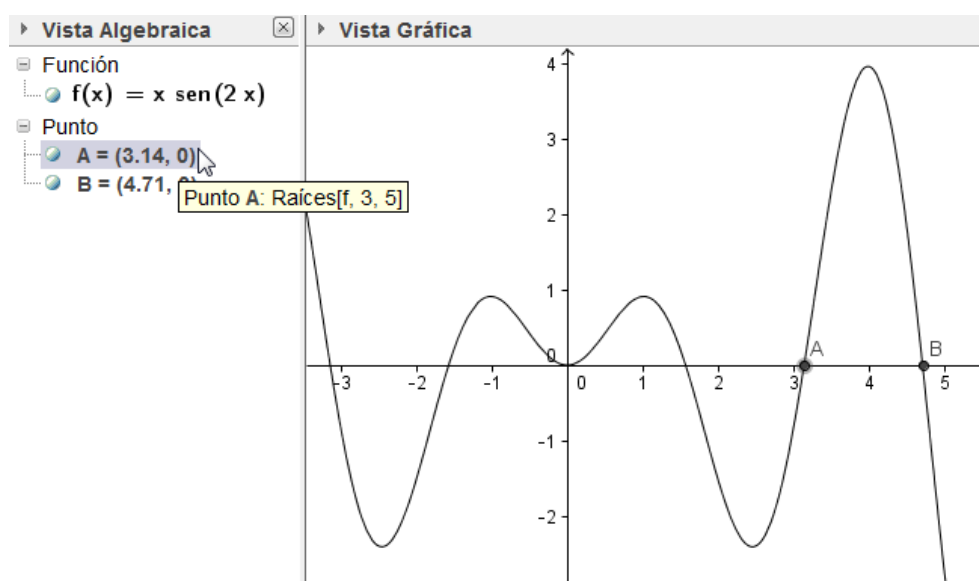 Vista Algebraica
Función
f(x) = x sen(2 x)
Punto
A = (3.14, 0)
B = (4.71,
Punto A: Raíces[f, 3, 5]
Vista Gráfica
4
3
2
1
0
-1
-2
-3 -2 -1 0 1 2 3 4 5
A
B